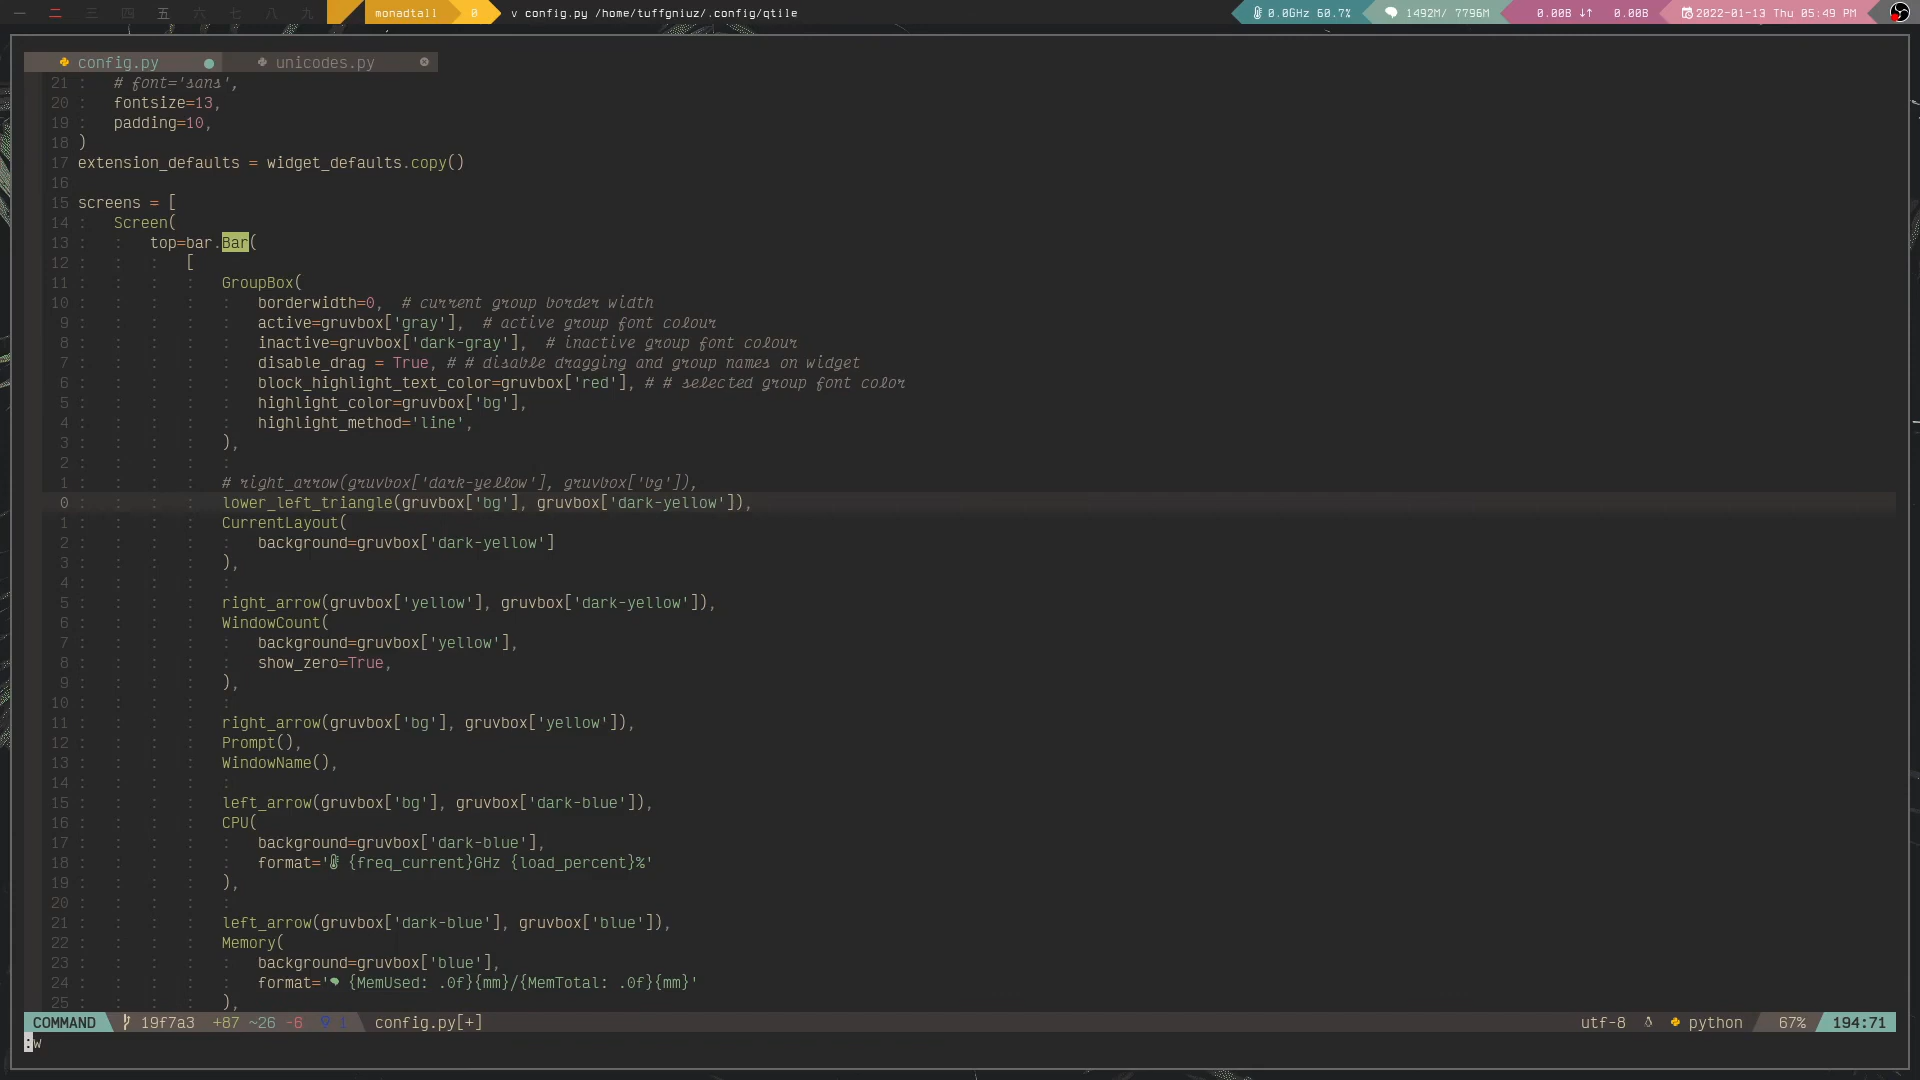 一 二 三 四 五 六 七 八 九 monadtall 0 v config.py /home/tuffgniuz/.config/qtile 0.0GHz 60.7% 1492M/ 7796M 0.00B ↓↑ 0.00B 2022-01-13 Thu 05:49 PM
config.py ● unicodes.py
21 # font='sans',
20 fontsize=13,
19 padding=10,
18 )
17 extension_defaults = widget_defaults.copy()
16
15 screens = [
14 Screen(
13 top=bar.Bar(
12 [
11 GroupBox(
10 borderwidth=0, # current group border width
9 active=gruvbox['gray'], # active group font colour
8 inactive=gruvbox['dark-gray'], # inactive group font colour
7 disable_drag = True, # # disable dragging and group names on widget
6 block_highlight_text_color=gruvbox['red'], # # selected group font color
5 highlight_color=gruvbox['bg'],
4 highlight_method='line',
3 ),
2
1 # right_arrow(gruvbox['dark-yellow'], gruvbox['bg']),
0 lower_left_triangle(gruvbox['bg'], gruvbox['dark-yellow']),
1 CurrentLayout(
2 background=gruvbox['dark-yellow']
3 ),
4
5 right_arrow(gruvbox['yellow'], gruvbox['dark-yellow']),
6 WindowCount(
7 background=gruvbox['yellow'],
8 show_zero=True,
9 ),
10
11 right_arrow(gruvbox['bg'], gruvbox['yellow']),
12 Prompt(),
13 WindowName(),
14
15 left_arrow(gruvbox['bg'], gruvbox['dark-blue']),
16 CPU(
17 background=gruvbox['dark-blue'],
18 format=' {freq_current}GHz {load_percent}%'
19 ),
20
21 left_arrow(gruvbox['dark-blue'], gruvbox['blue']),
22 Memory(
23 background=gruvbox['blue'],
24 format=' {MemUsed: .0f}{mm}/{MemTotal: .0f}{mm}'
25 ),
COMMAND 19f7a3 +87 ~26 -6 1 config.py[+] utf-8 python 67% 194:71
:w